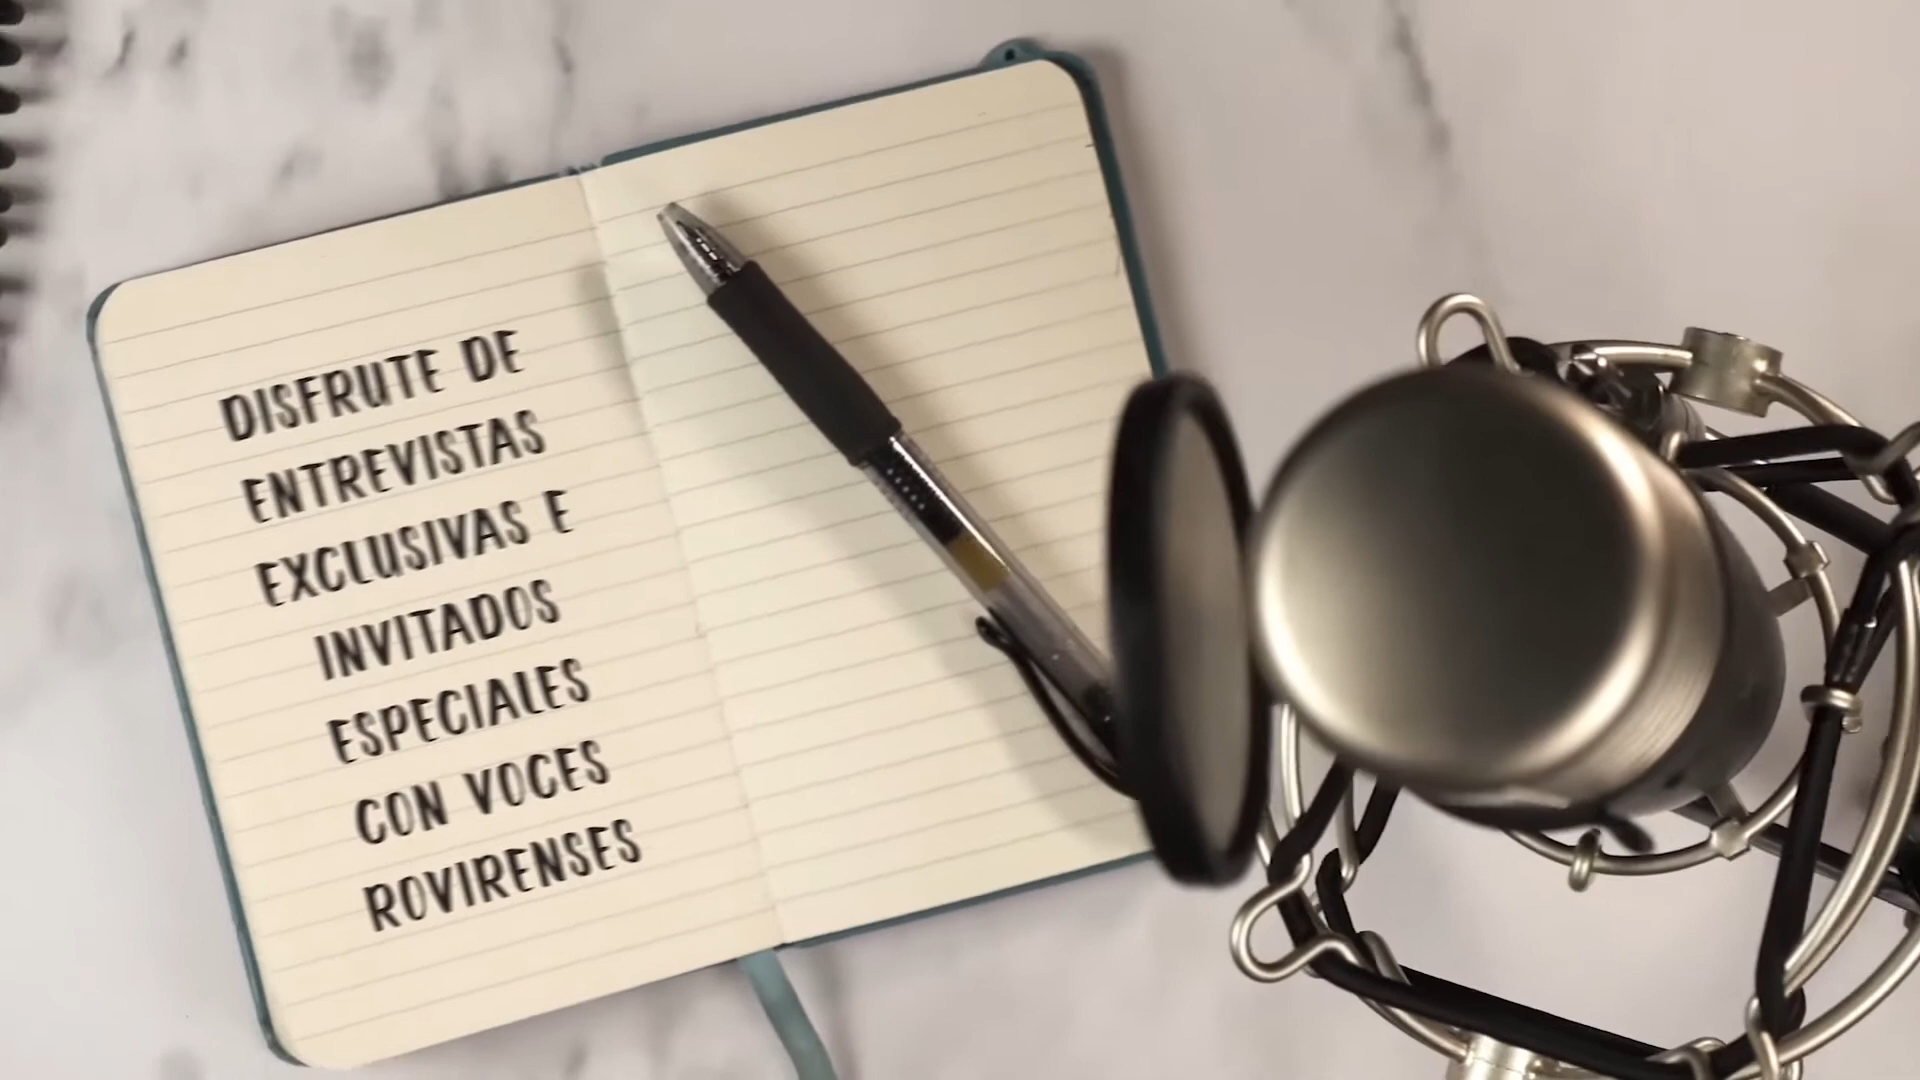 DISFRUTE DE
ENTREVISTAS
EXCLUSIVAS E
INVITADOS
ESPECIALES
CON VOCES
ROVIRENSES